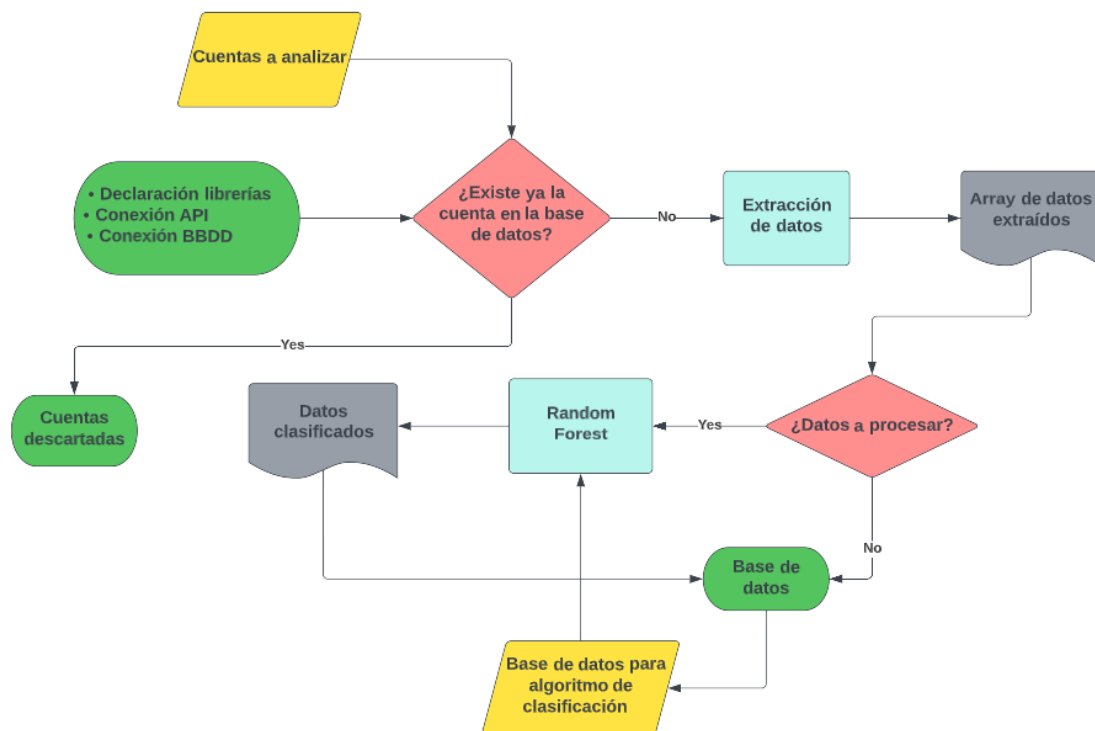 Cuentas a analizar
• Declaración librerías
• Conexión API
• Conexión BBDD
¿Existe ya la
cuenta en la base
de datos?
No
Extracción
de datos
Array de datos
extraídos
Yes
Cuentas
descartadas
Datos
clasificados
Random
Forest
Yes
¿Datos a procesar?
No
Base de
datos
Base de datos para
algoritmo de
clasificación